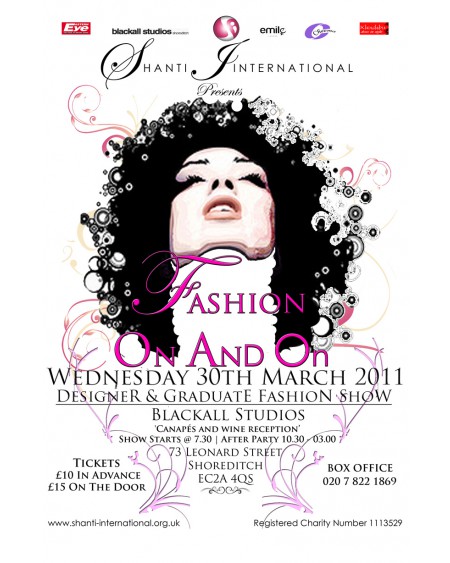 Eye
blackall studios shoreditch
emilç
SHANTI INTERNATIONAL
Presents
FASHION
ON AND On
WEDNESDAY 30TH MARCH 2011
DESIGNER & GRADUATE FASHION SHOW
BLACKALL STUDIOS
'CANAPÉS AND WINE RECEPTION'
SHOW STARTS @ 7.30 | AFTER PARTY 10.30 - 03.00
73 LEONARD STREET
SHOREDITCH
EC2A 4QS
TICKETS
£10 IN ADVANCE
£15 ON THE DOOR
BOX OFFICE
020 7 822 1869
www.shanti-international.org.uk
Registered Charity Number 1113529